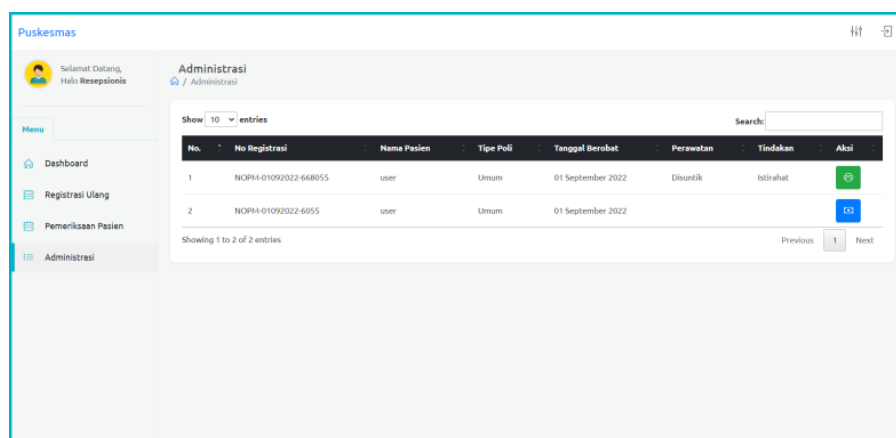 Puskesmas
Selamat Datang,
Halo Resepsionis
Menu
Dashboard
Registrasi Ulang
Pemeriksaan Pasien
Administrasi
Administrasi
/ Administrasi
Show 10 entries
Search:
No. No Registrasi Nama Pasien Tipe Poli Tanggal Berobat Perawatan Tindakan Aksi
1 NOPM-01092022-668055 user Umum 01 September 2022 Disuntik Istirahat
2 NOPM-01092022-6055 user Umum 01 September 2022
Showing 1 to 2 of 2 entries
Previous 1 Next